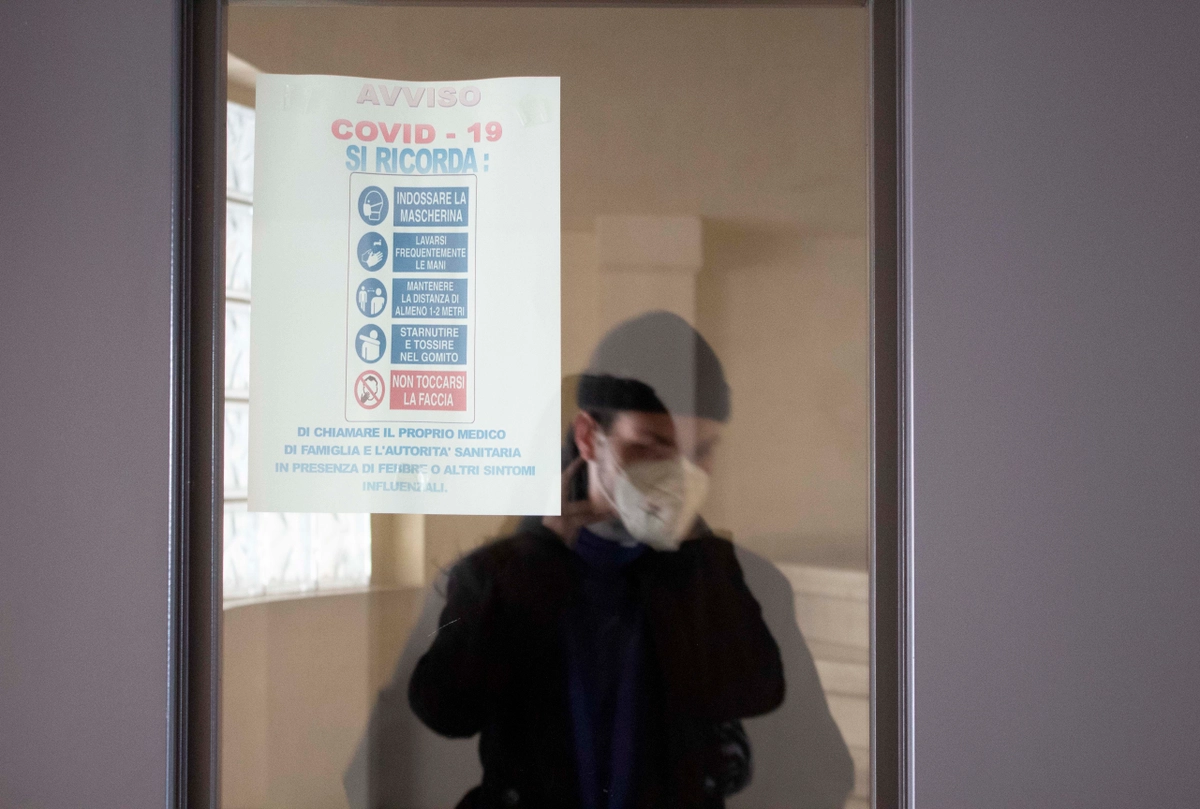 AVVISO
COVID - 19
SI RICORDA :
INDOSSARE LA
MASCHERINA
LAVARSI
FREQUENTEMENTE
LE MANI
MANTENERE
LA DISTANZA DI
ALMENO 1-2 METRI
STARNUTIRE
E TOSSIRE
NEL GOMITO
NON TOCCARSI
LA FACCIA
DI CHIAMARE IL PROPRIO MEDICO
DI FAMIGLIA E L'AUTORITA' SANITARIA
IN PRESENZA DI FEBBRE O ALTRI SINTOMI
INFLUENZALI.